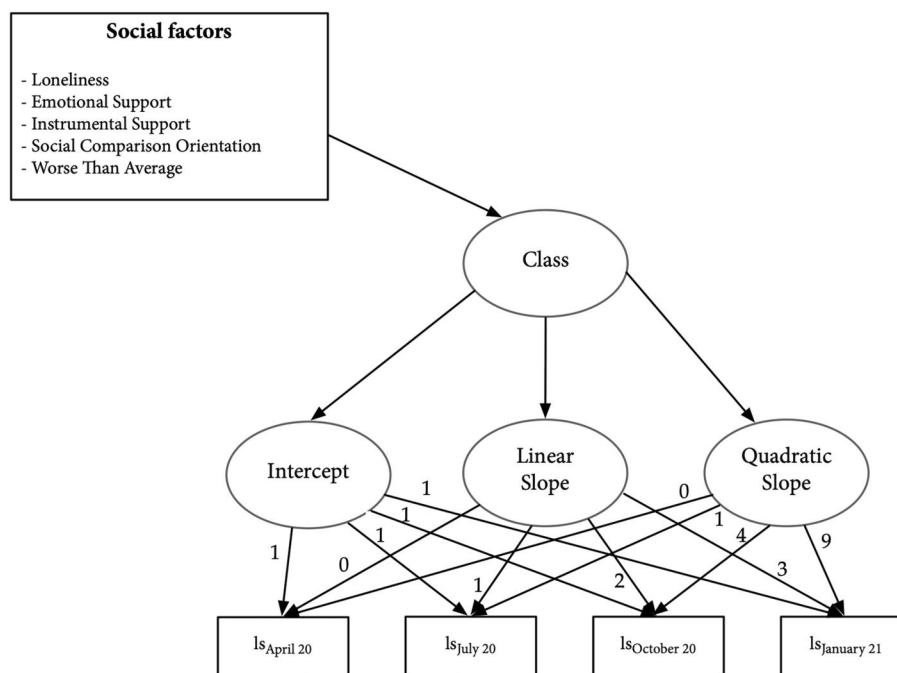 Social factors
- Loneliness
- Emotional Support
- Instrumental Support
- Social Comparison Orientation
- Worse Than Average
Class
Intercept
Linear
Slope
Quadratic
Slope
1
0
1
1
1
0
1
2
3
1
4
9
ls April 20
ls July 20
ls October 20
ls January 21